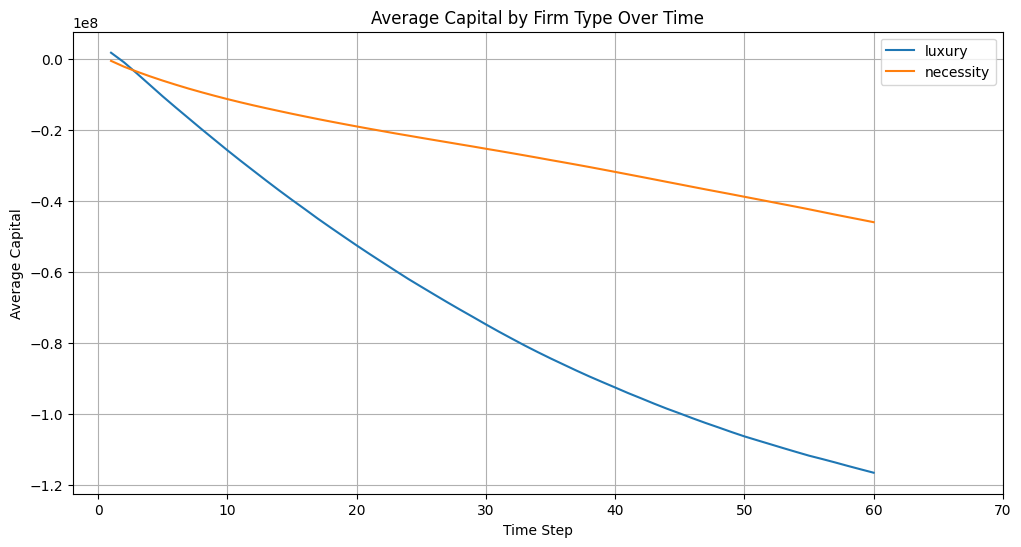 Average Capital by Firm Type Over Time
1e8
luxury
necessity
0.0
−0.2
−0.4
−0.6
−0.8
−1.0
−1.2
Average Capital
0 10 20 30 40 50 60 70
Time Step